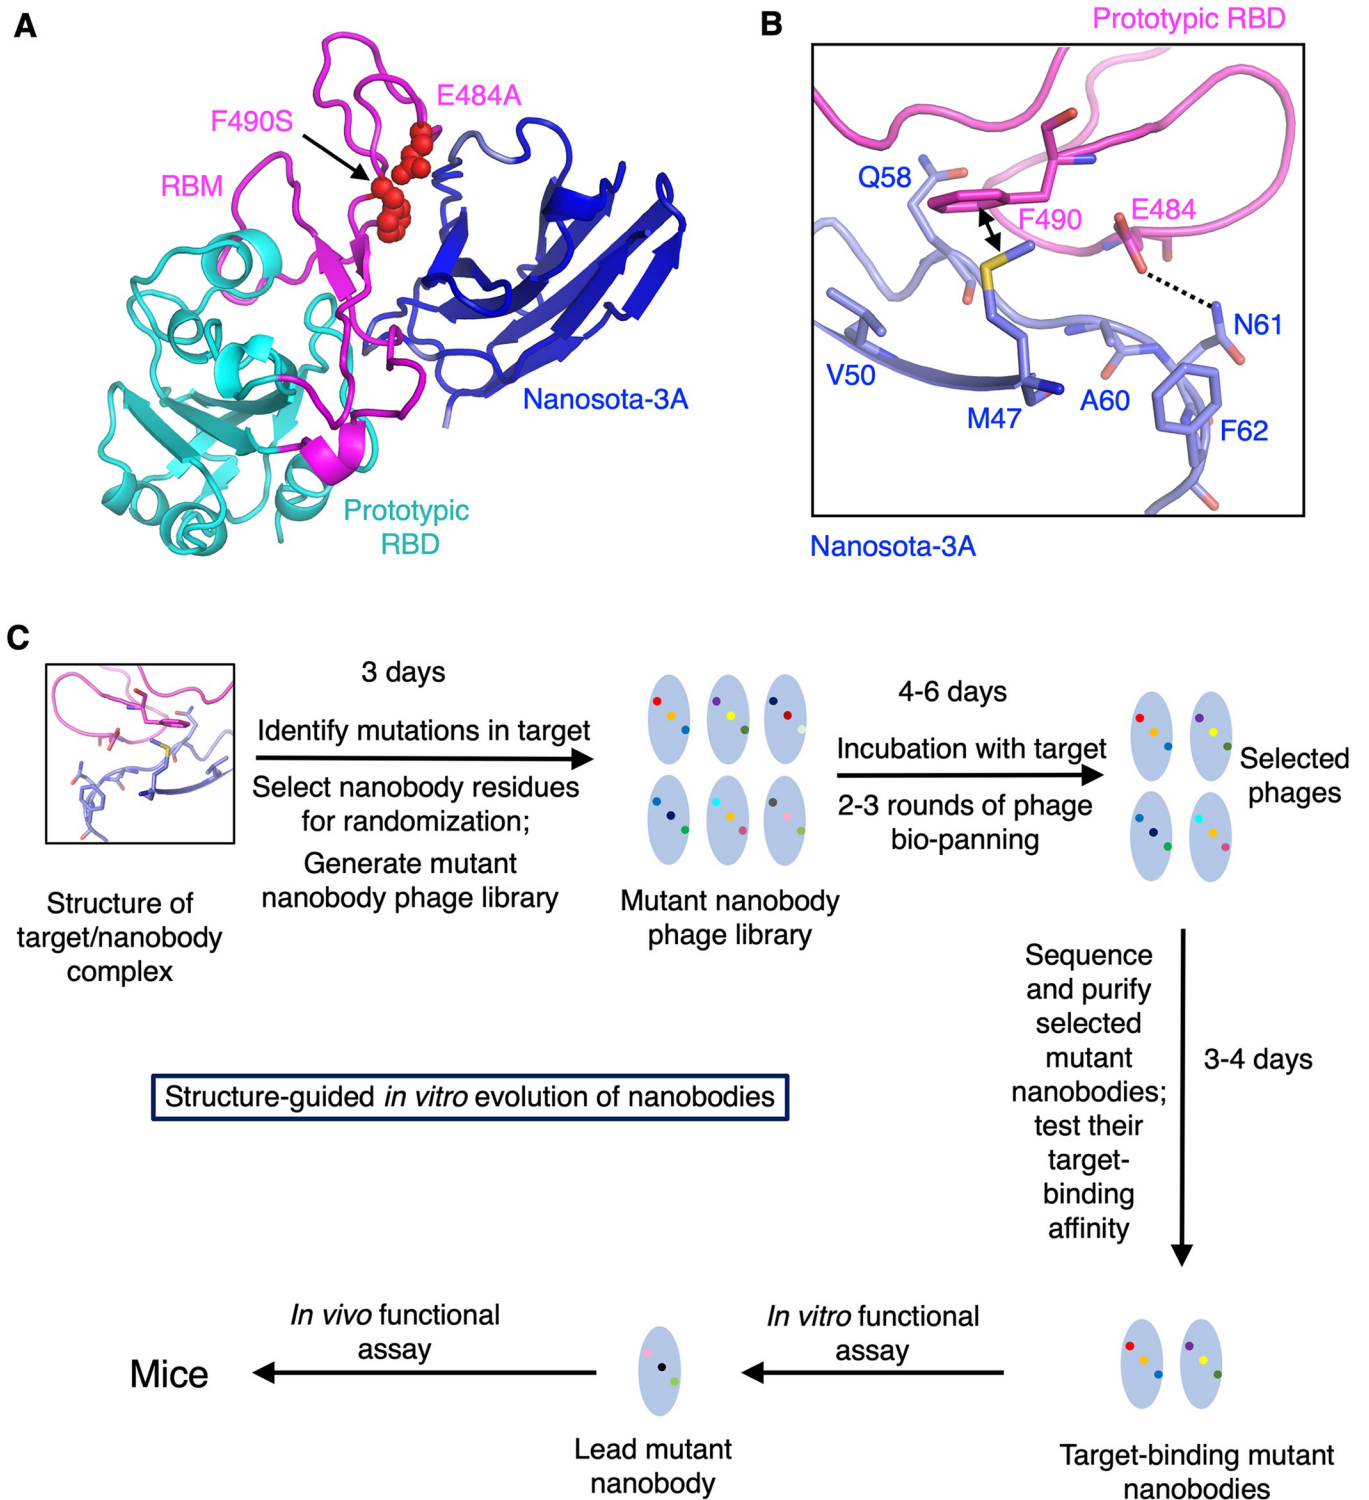 A
F490S
E484A
RBM
Nanosota-3A
Prototypic
RBD
B
Prototypic RBD
Q58
F490
E484
N61
V50
M47
A60
F62
Nanosota-3A
C
Structure of
target/nanobody
complex
3 days
Identify mutations in target
Select nanobody residues
for randomization;
Generate mutant
nanobody phage library
Mutant nanobody
phage library
4-6 days
Incubation with target
2-3 rounds of phage
bio-panning
Selected
phages
Sequence
and purify
selected
mutant
nanobodies;
test their
target-
binding
affinity
3-4 days
Structure-guided in vitro evolution of nanobodies
Target-binding mutant
nanobodies
In vitro functional
assay
Lead mutant
nanobody
In vivo functional
assay
Mice